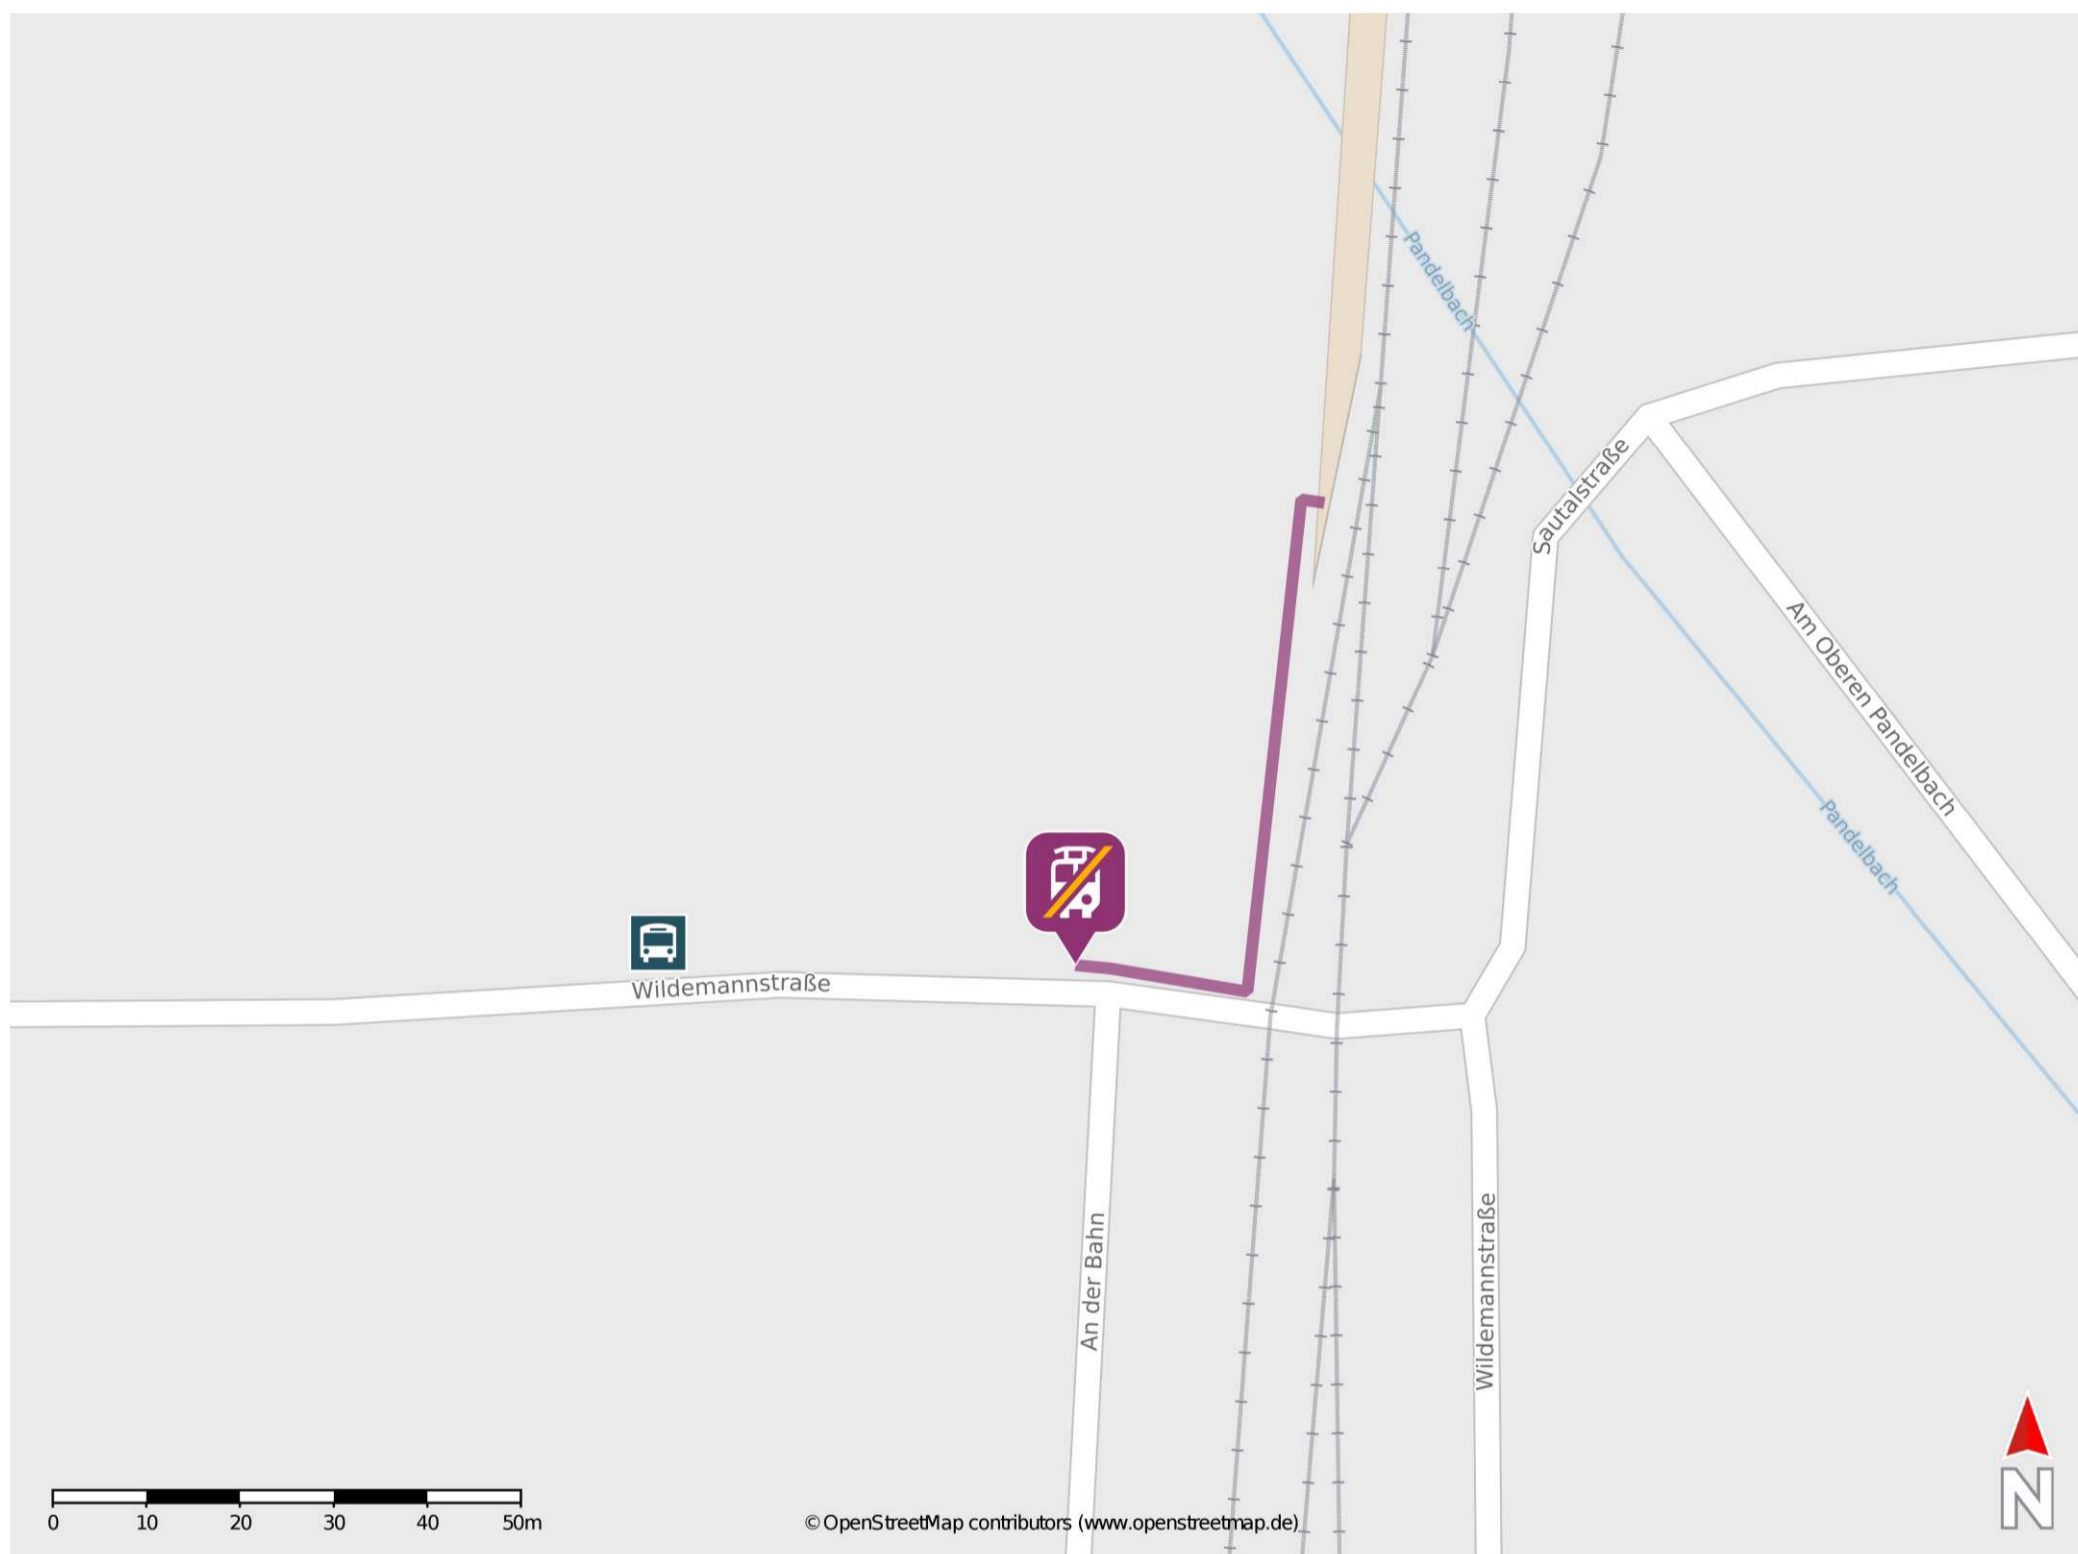 Pandelbach
Sautalstraße
Am Oberen Pandelbach
Pandelbach
Wildemannstraße
An der Bahn
Wildemannstraße
0 10 20 30 40 50m
©OpenStreetMap contributors (www.openstreetmap.de)
N